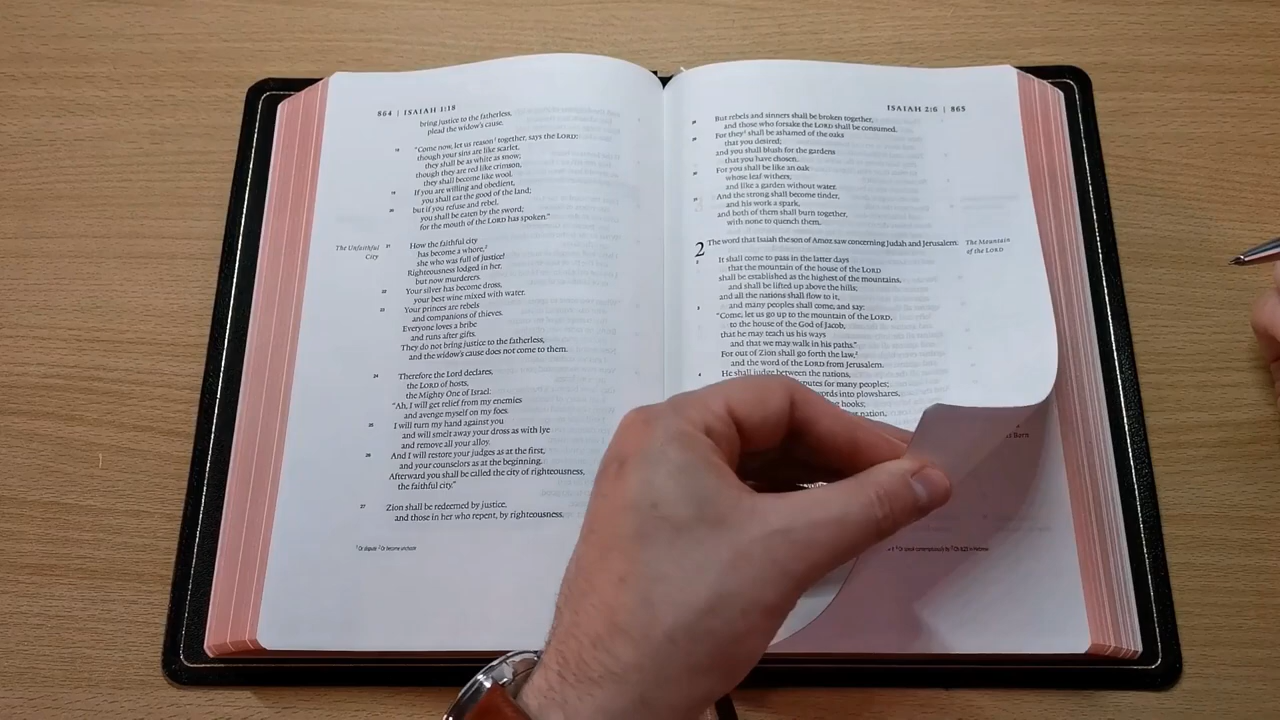 864 | ISAIAH 1:18
bring justice to the fatherless,
plead the widow's cause.
18 "Come now, let us reason¹ together, says the LORD:
though your sins are like scarlet,
they shall be as white as snow;
though they are red like crimson,
they shall become like wool.
19 If you are willing and obedient,
you shall eat the good of the land;
20 but if you refuse and rebel,
you shall be eaten by the sword;
for the mouth of the LORD has spoken."
The Unfaithful
City
21 How the faithful city
has become a whore,²
she who was full of justice!
Righteousness lodged in her,
but now murderers.
22 Your silver has become dross,
your best wine mixed with water.
23 Your princes are rebels
and companions of thieves.
Everyone loves a bribe
and runs after gifts.
They do not bring justice to the fatherless,
and the widow's cause does not come to them.
24 Therefore the Lord declares,
the LORD of hosts,
the Mighty One of Israel:
"Ah, I will get relief from my enemies
and avenge myself on my foes.
25 I will turn my hand against you
and will smelt away your dross as with lye
and remove all your alloy.
26 And I will restore your judges as at the first,
and your counselors as at the beginning.
Afterward you shall be called the city of righteousness,
the faithful city."
27 Zion shall be redeemed by justice,
and those in her who repent, by righteousness.
¹ Or dispute ² Or become unchaste
ISAIAH 2:6 | 865
28 But rebels and sinners shall be broken together,
and those who forsake the LORD shall be consumed.
29 For they¹ shall be ashamed of the oaks
that you desired;
and you shall blush for the gardens
that you have chosen.
30 For you shall be like an oak
whose leaf withers,
and like a garden without water.
31 And the strong shall become tinder,
and his work a spark,
and both of them shall burn together,
with none to quench them.
2 The word that Isaiah the son of Amoz saw concerning Judah and Jerusalem.
The Mountain
of the LORD
2 It shall come to pass in the latter days
that the mountain of the house of the LORD
shall be established as the highest of the mountains,
and shall be lifted up above the hills;
and all the nations shall flow to it,
3 and many peoples shall come, and say:
"Come, let us go up to the mountain of the LORD,
to the house of the God of Jacob,
that he may teach us his ways
and that we may walk in his paths."
For out of Zion shall go forth the law,²
and the word of the LORD from Jerusalem.
4 He shall judge between the nations,
for many peoples;
into plowshares,
hooks;
nation,